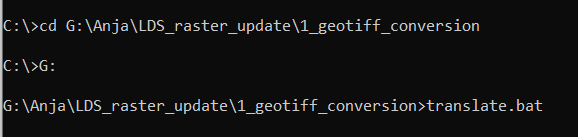 C:\>cd G:\Anja\LDS_raster_update\1_geotiff_conversion
C:\>G:
G:\Anja\LDS_raster_update\1_geotiff_conversion>translate.bat